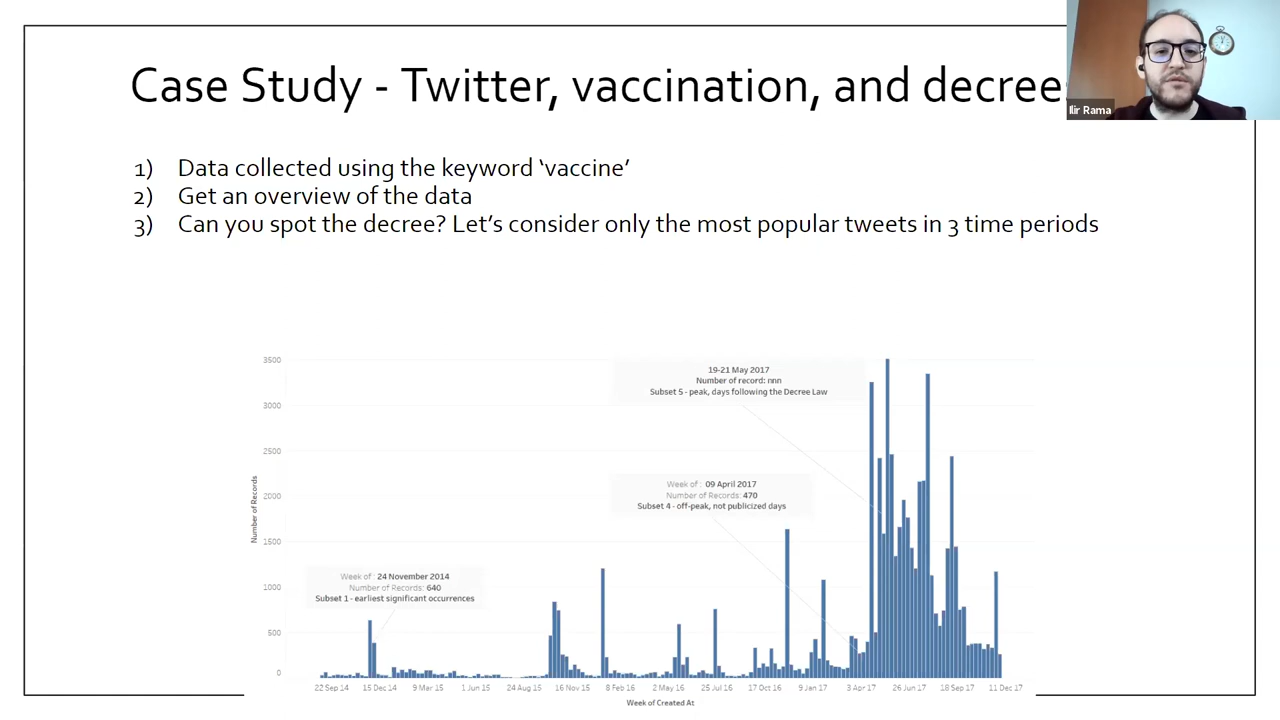 Case Study - Twitter, vaccination, and decree
Ilir Rama
1) Data collected using the keyword ‘vaccine’
2) Get an overview of the data
3) Can you spot the decree? Let’s consider only the most popular tweets in 3 time periods
3500
3000
2500
2000
1500
1000
500
0
Number of Records
19-21 May 2017
Number of record: nnn
Subset 5 - peak, days following the Decree Law
Week of : 09 April 2017
Number of Records: 470
Subset 4 - off-peak, not publicized days
Week of : 24 November 2014
Number of Records: 640
Subset 1 - earliest significant occurrences
22 Sep 14 15 Dec 14 9 Mar 15 1 Jun 15 24 Aug 15 16 Nov 15 8 Feb 16 2 May 16 25 Jul 16 17 Oct 16 9 Jan 17 3 Apr 17 26 Jun 17 18 Sep 17 11 Dec 17
Week of Created At